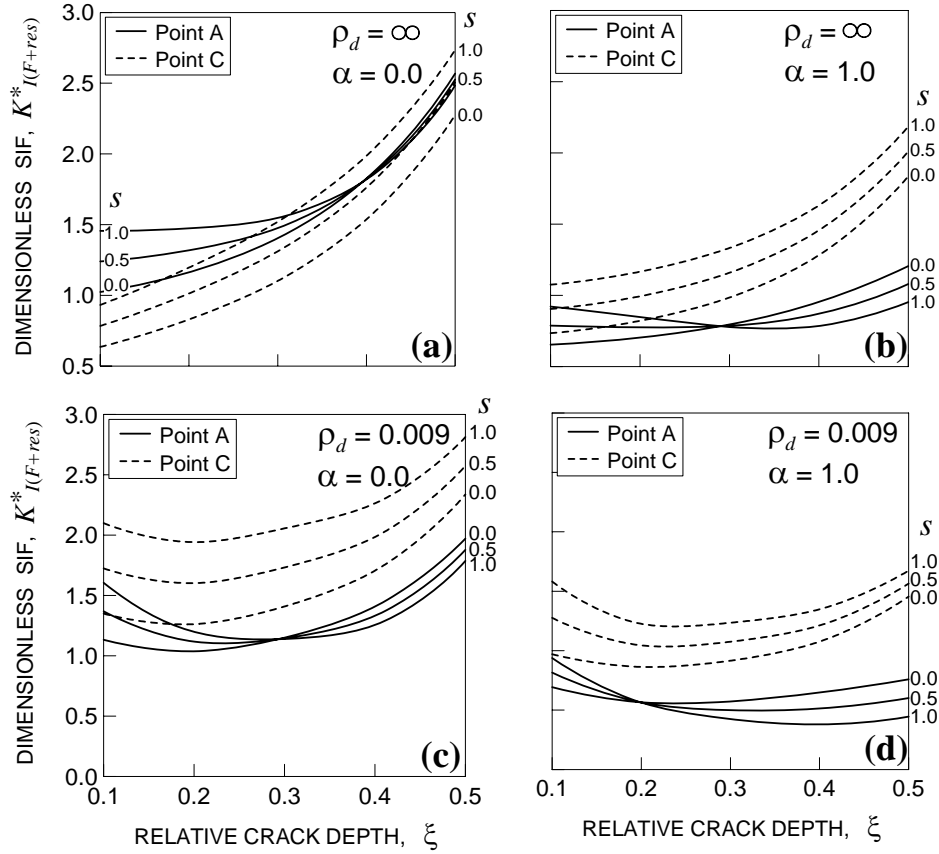 3.0
2.5
2.0
1.5
1.0
0.5
DIMENSIONLESS SIF, K*I(F+res)
Point A
Point C
ρd = ∞
α = 0.0
s
1.0
0.5
0.0
s
1.0
0.5
0.0
(a)
Point A
Point C
ρd = ∞
α = 1.0
s
1.0
0.5
0.0
0.0
0.5
1.0
(b)
3.0
2.5
2.0
1.5
1.0
0.5
0.0
DIMENSIONLESS SIF, K*I(F+res)
Point A
Point C
ρd = 0.009
α = 0.0
s
1.0
0.5
0.0
0.0
0.5
1.0
(c)
0.1 0.2 0.3 0.4 0.5
RELATIVE CRACK DEPTH, ξ
Point A
Point C
ρd = 0.009
α = 1.0
s
1.0
0.5
0.0
0.0
0.5
1.0
(d)
0.1 0.2 0.3 0.4 0.5
RELATIVE CRACK DEPTH, ξ